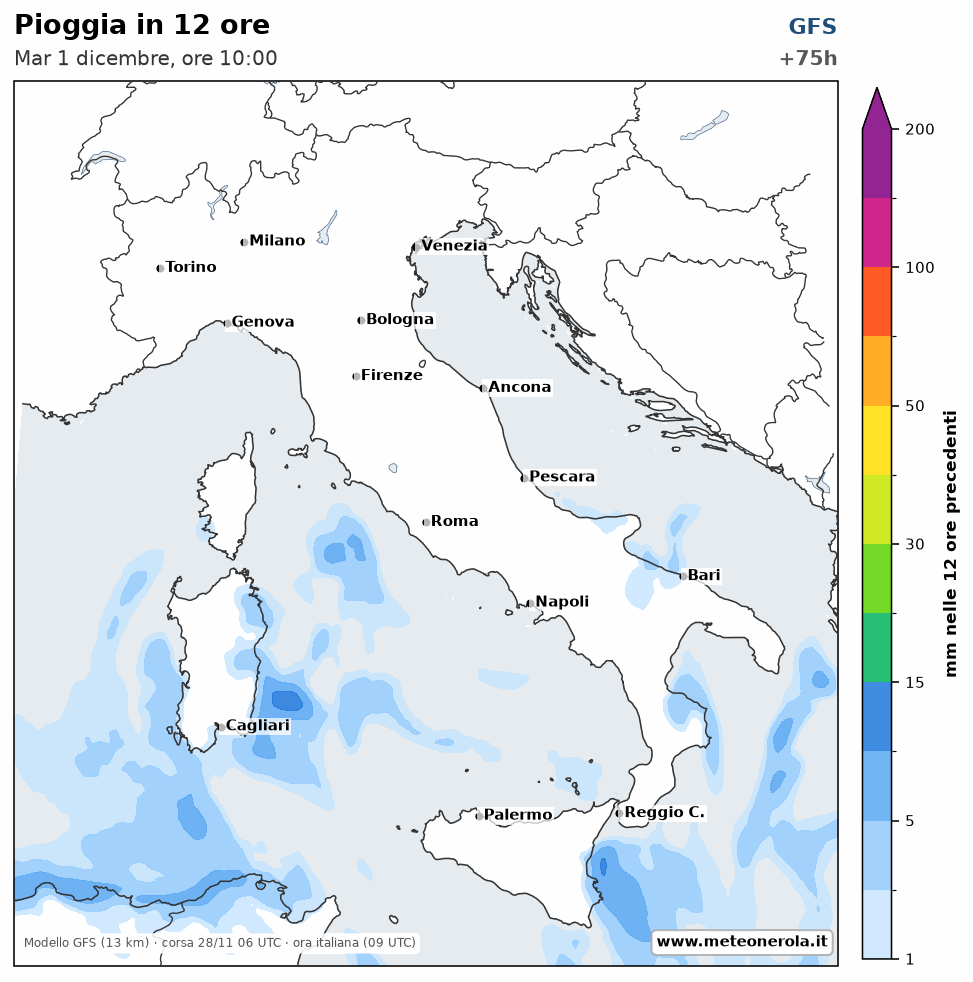 Pioggia in 12 ore
GFS
Mar 1 dicembre, ore 10:00
+75h
200
Milano
Venezia
Torino
100
Genova
Bologna
Firenze
Ancona
50
Pescara
Roma
30
Bari
Napoli
15
Cagliari
Palermo
Reggio C.
5
mm nelle 12 ore precedenti
Modello GFS (13 km) · corsa 28/11 06 UTC · ora italiana (09 UTC)
www.meteonerola.it
1